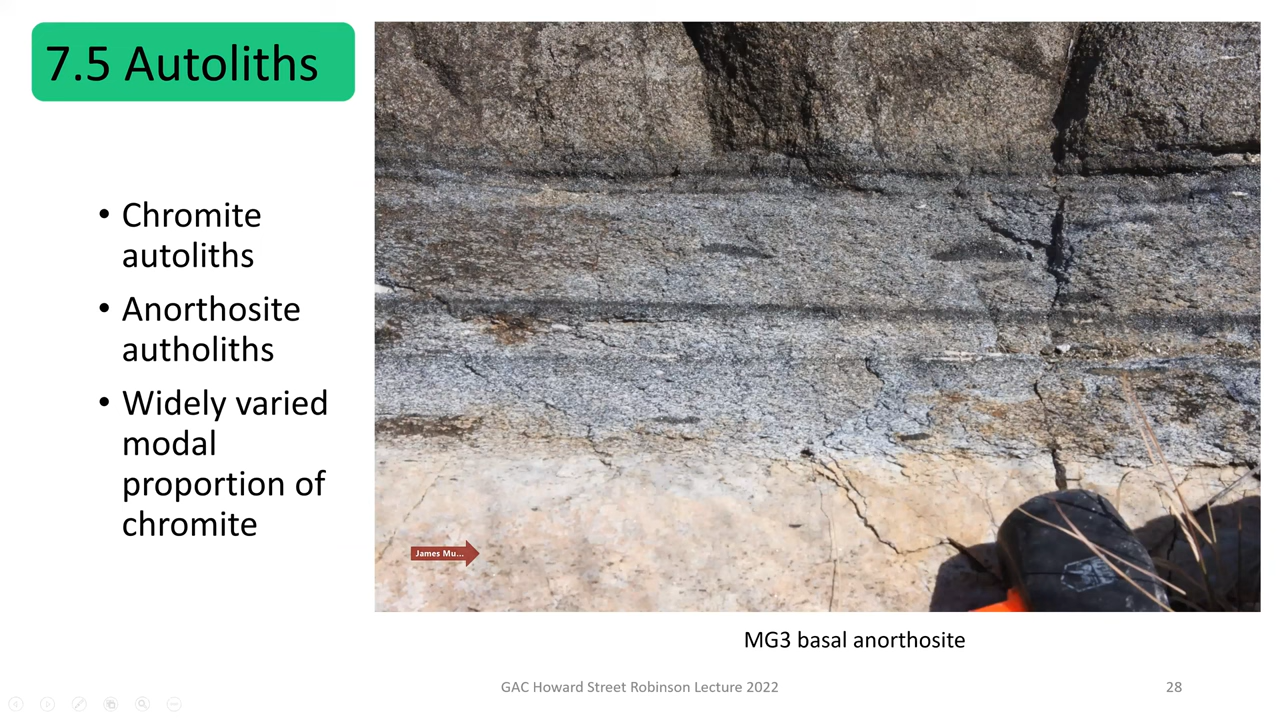 7.5 Autoliths
• Chromite
autoliths
• Anorthosite
autholiths
• Widely varied
modal
proportion of
chromite
James Mu...
MG3 basal anorthosite
GAC Howard Street Robinson Lecture 2022
28